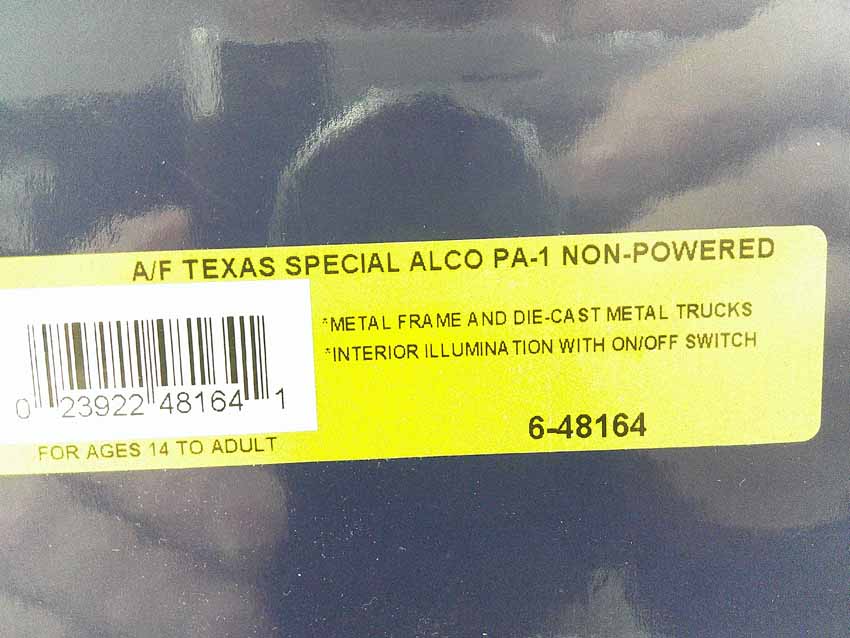 A/F TEXAS SPECIAL ALCO PA-1 NON-POWERED
*METAL FRAME AND DIE-CAST METAL TRUCKS
*INTERIOR ILLUMINATION WITH ON/OFF SWITCH
0 23922 48164 1
6-48164
FOR AGES 14 TO ADULT